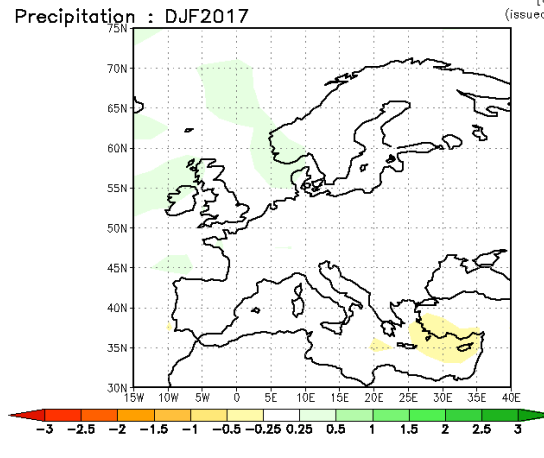 Precipitation : DJF2017
(issued
75N
70N
65N
60N
55N
50N
45N
40N
35N
30N
15W 10W 5W 0 5E 10E 15E 20E 25E 30E 35E 40E
-3 -2.5 -2 -1.5 -1 -0.5 -0.25 0.25 0.5 1 1.5 2 2.5 3